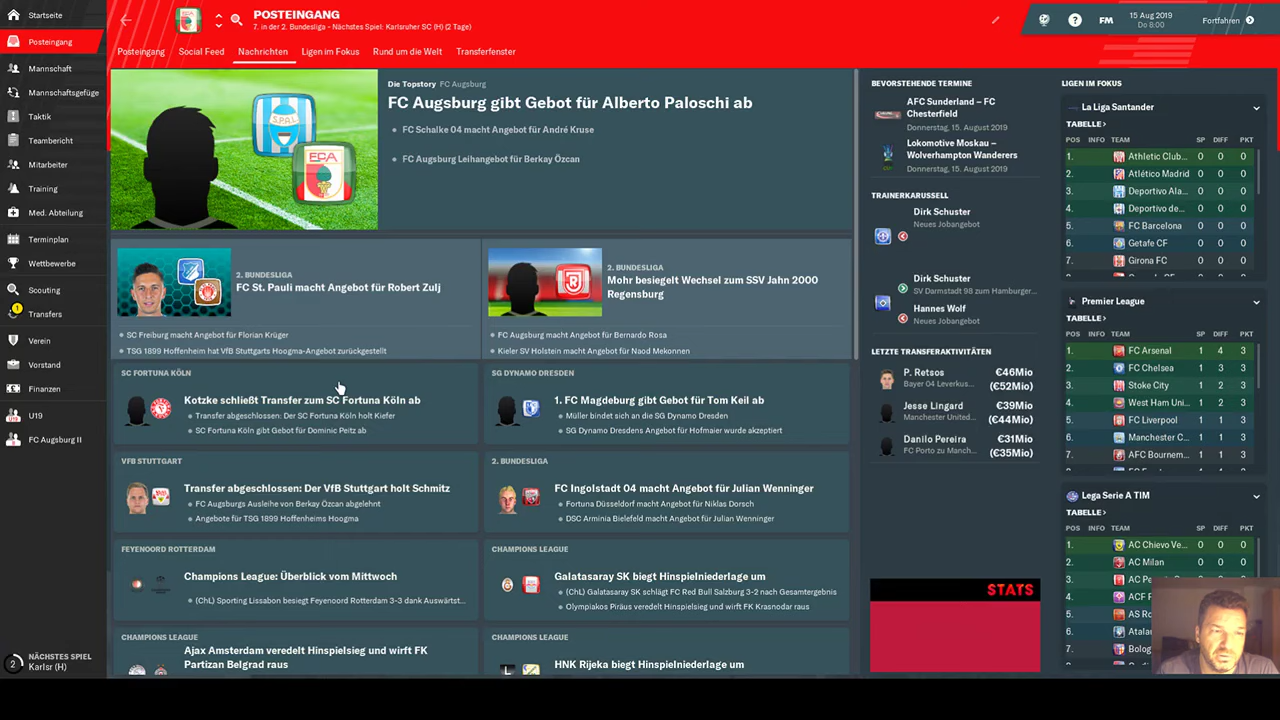 Startseite
Posteingang
Mannschaft
Mannschaftsgefüge
Taktik
Teambericht
Mitarbeiter
Training
Med. Abteilung
Terminplan
Wettbewerbe
Scouting
1
Transfers
Verein
Vorstand
Finanzen
U19
FC Augsburg II
2
NÄCHSTES SPIEL
Karlsr (H)
POSTEINGANG
7. in der 2. Bundesliga - Nächstes Spiel: Karlsruher SC (H) (2 Tage)
?
FM
15 Aug 2019
Do 8:00
Fortfahren
Posteingang Social Feed Nachrichten Ligen im Fokus Rund um die Welt Transferfenster
Die Topstory FC Augsburg
FC Augsburg gibt Gebot für Alberto Paloschi ab
FC Schalke 04 macht Angebot für André Kruse
FC Augsburg Leihangebot für Berkay Özcan
2. BUNDESLIGA
FC St. Pauli macht Angebot für Robert Zulj
SC Freiburg macht Angebot für Florian Krüger
TSG 1899 Hoffenheim hat VfB Stuttgarts Hoogma-Angebot zurückgestellt
2. BUNDESLIGA
Mohr besiegelt Wechsel zum SSV Jahn 2000
Regensburg
FC Augsburg macht Angebot für Bernardo Rosa
Kieler SV Holstein macht Angebot für Naod Mekonnen
SC FORTUNA KÖLN
Kotzke schließt Transfer zum SC Fortuna Köln ab
Transfer abgeschlossen: Der SC Fortuna Köln holt Kiefer
SC Fortuna Köln gibt Gebot für Dominic Peitz ab
SG DYNAMO DRESDEN
1. FC Magdeburg gibt Gebot für Tom Keil ab
Müller bindet sich an die SG Dynamo Dresden
SG Dynamo Dresdens Angebot für Hofmaier wurde akzeptiert
VFB STUTTGART
Transfer abgeschlossen: Der VfB Stuttgart holt Schmitz
FC Augsburgs Ausleihe von Berkay Özcan abgelehnt
Angebote für TSG 1899 Hoffenheims Hoogma
2. BUNDESLIGA
FC Ingolstadt 04 macht Angebot für Julian Wenninger
Fortuna Düsseldorf macht Angebot für Niklas Dorsch
DSC Arminia Bielefeld macht Angebot für Julian Wenninger
FEYENOORD ROTTERDAM
Champions League: Überblick vom Mittwoch
(ChL) Sporting Lissabon besiegt Feyenoord Rotterdam 3-3 dank Auswärtst...
CHAMPIONS LEAGUE
Galatasaray SK biegt Hinspielniederlage um
(ChL) Galatasaray SK schlägt FC Red Bull Salzburg 3-2 nach Gesamtergebnis
Olympiakos Piräus veredelt Hinspielsieg und wirft FK Krasnodar raus
CHAMPIONS LEAGUE
Ajax Amsterdam veredelt Hinspielsieg und wirft FK
Partizan Belgrad raus
CHAMPIONS LEAGUE
HNK Rijeka biegt Hinspielniederlage um
BEVORSTEHENDE TERMINE
AFC Sunderland – FC
Chesterfield
Donnerstag, 15. August 2019
Lokomotive Moskau –
Wolverhampton Wanderers
Donnerstag, 15. August 2019
TRAINERKARUSSELL
Dirk Schuster
Neues Jobangebot
Dirk Schuster
SV Darmstadt 98 zum Hamburger...
Hannes Wolf
Neues Jobangebot
LETZTE TRANSFERAKTIVITÄTEN
P. Retsos €46Mio
Bayer 04 Leverkus... (€52Mio)
Jesse Lingard €39Mio
Manchester United... (€44Mio)
Danilo Pereira €31Mio
FC Porto zu Manch... (€35Mio)
STATS
LIGEN IM FOKUS
La Liga Santander
TABELLE >
POS INFO TEAM SP DIFF PKT
1. Athletic Club... 0 0 0
2. Atlético Madrid 0 0 0
3. Deportivo Ala... 0 0 0
4. Deportivo de... 0 0 0
5. FC Barcelona 0 0 0
6. Getafe CF 0 0 0
7. Girona FC 0 0 0
Premier League
TABELLE >
POS INFO TEAM SP DIFF PKT
1. FC Arsenal 1 4 3
2. FC Chelsea 1 3 3
3. Stoke City 1 2 3
4. West Ham Uni... 1 2 3
5. FC Liverpool 1 1 3
6. Manchester C... 1 1 3
7. AFC Bournem... 1 1 3
Lega Serie A TIM
TABELLE >
POS INFO TEAM SP DIFF PKT
1. AC Chievo Ve... 0 0 0
2. AC Milan 0 0 0
3. AC Pe
4. ACF
5. AS Ro
6. Atala
7. Bolog